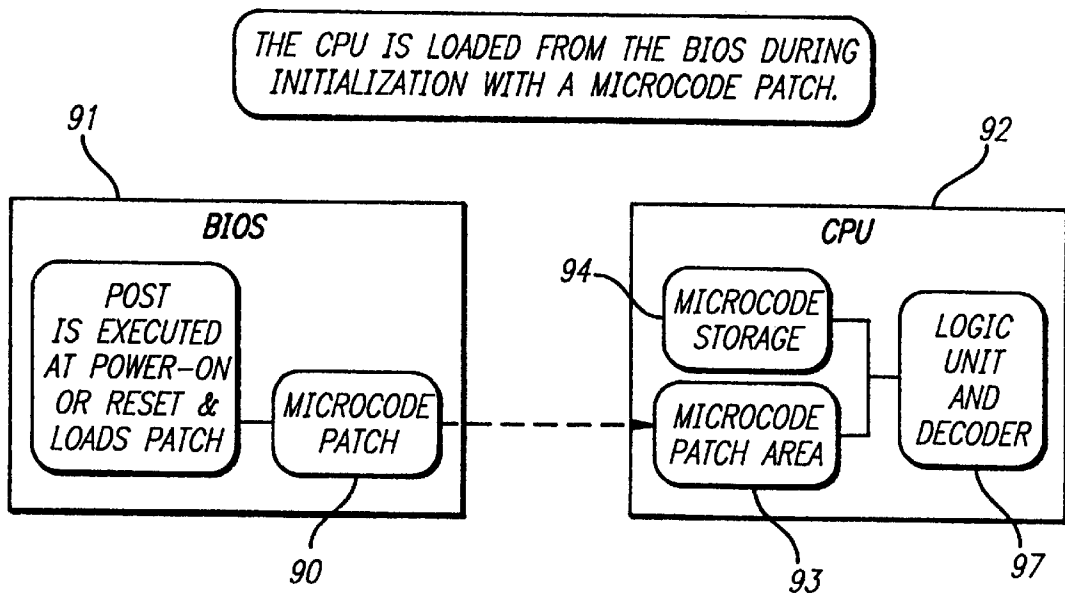 THE CPU IS LOADED FROM THE BIOS DURING
INITIALIZATION WITH A MICROCODE PATCH.
91
92
BIOS
POST
IS EXECUTED
AT POWER-ON
OR RESET &
LOADS PATCH
MICROCODE
PATCH
90
CPU
94
MICROCODE
STORAGE
MICROCODE
PATCH AREA
93
LOGIC
UNIT
AND
DECODER
97